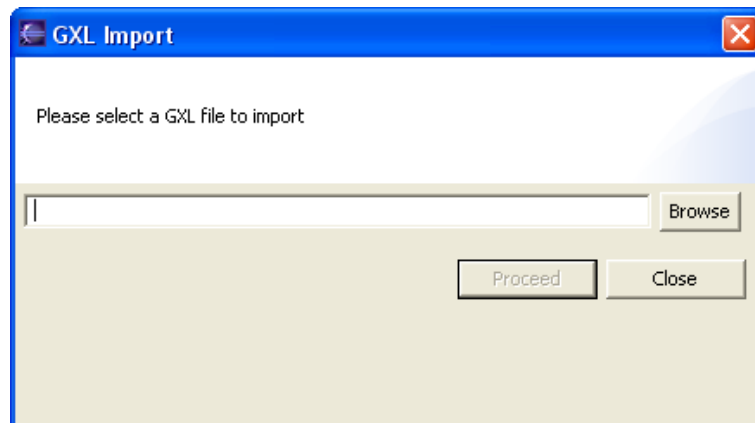 GXL Import
Please select a GXL file to import
Browse
Proceed
Close